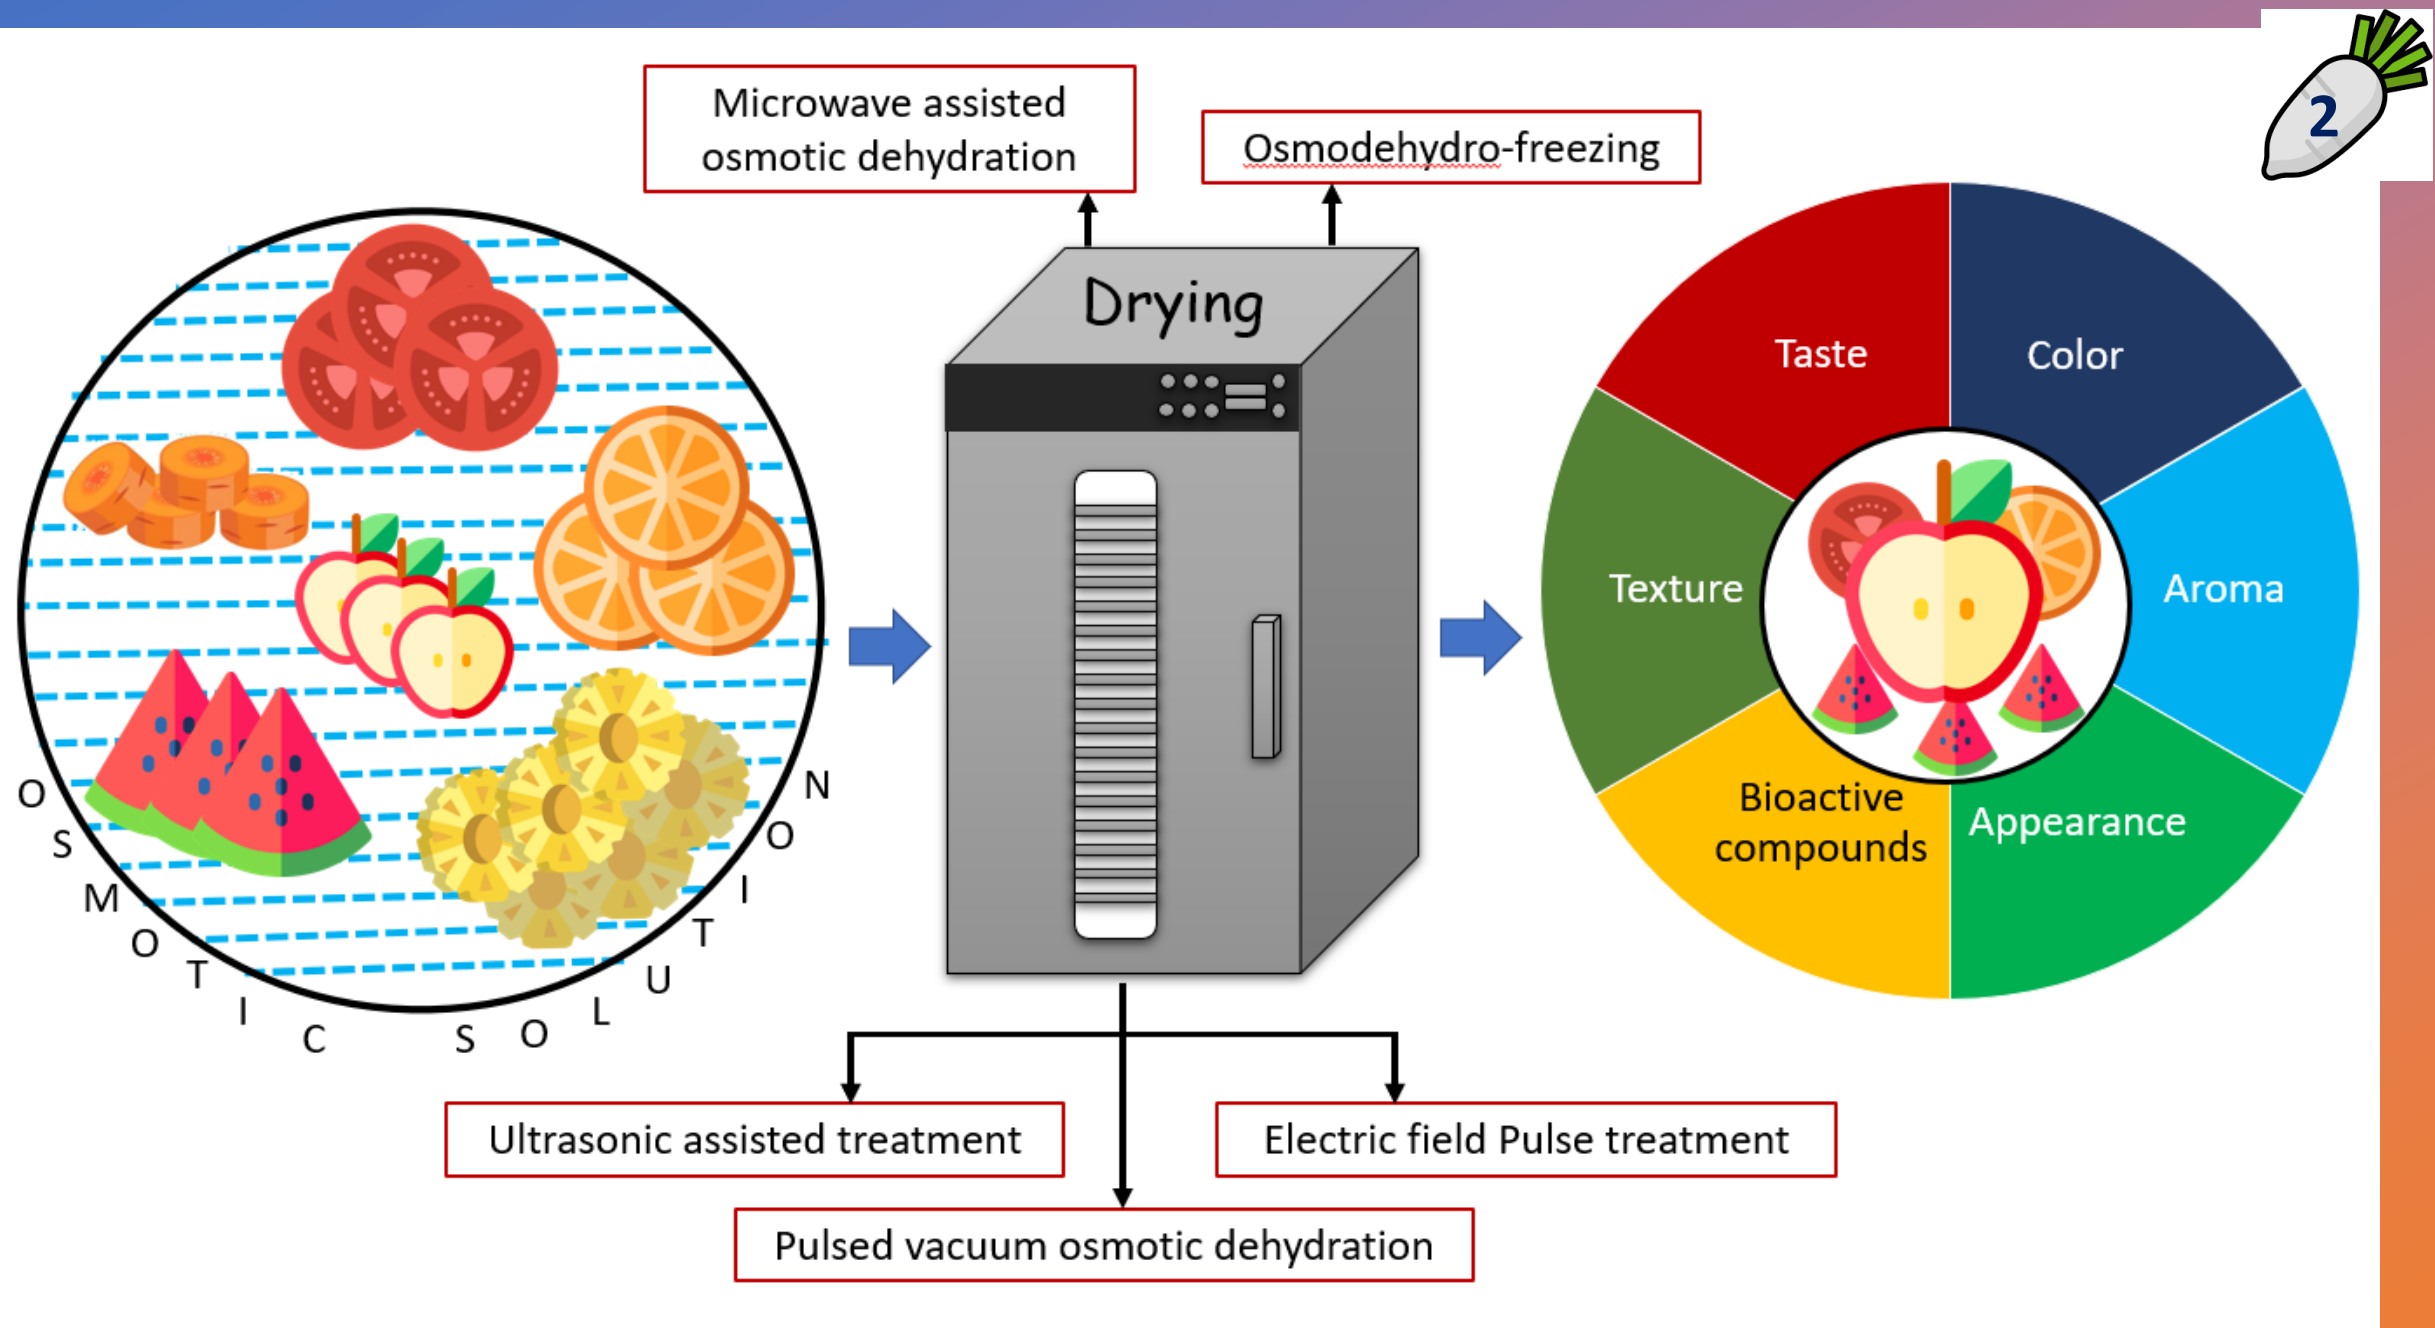 2
Microwave assisted
osmotic dehydration
Osmodehydro-freezing
Drying
OSMOTIC SOLUTION
Taste
Color
Texture
Aroma
Bioactive
compounds
Appearance
Ultrasonic assisted treatment
Electric field Pulse treatment
Pulsed vacuum osmotic dehydration